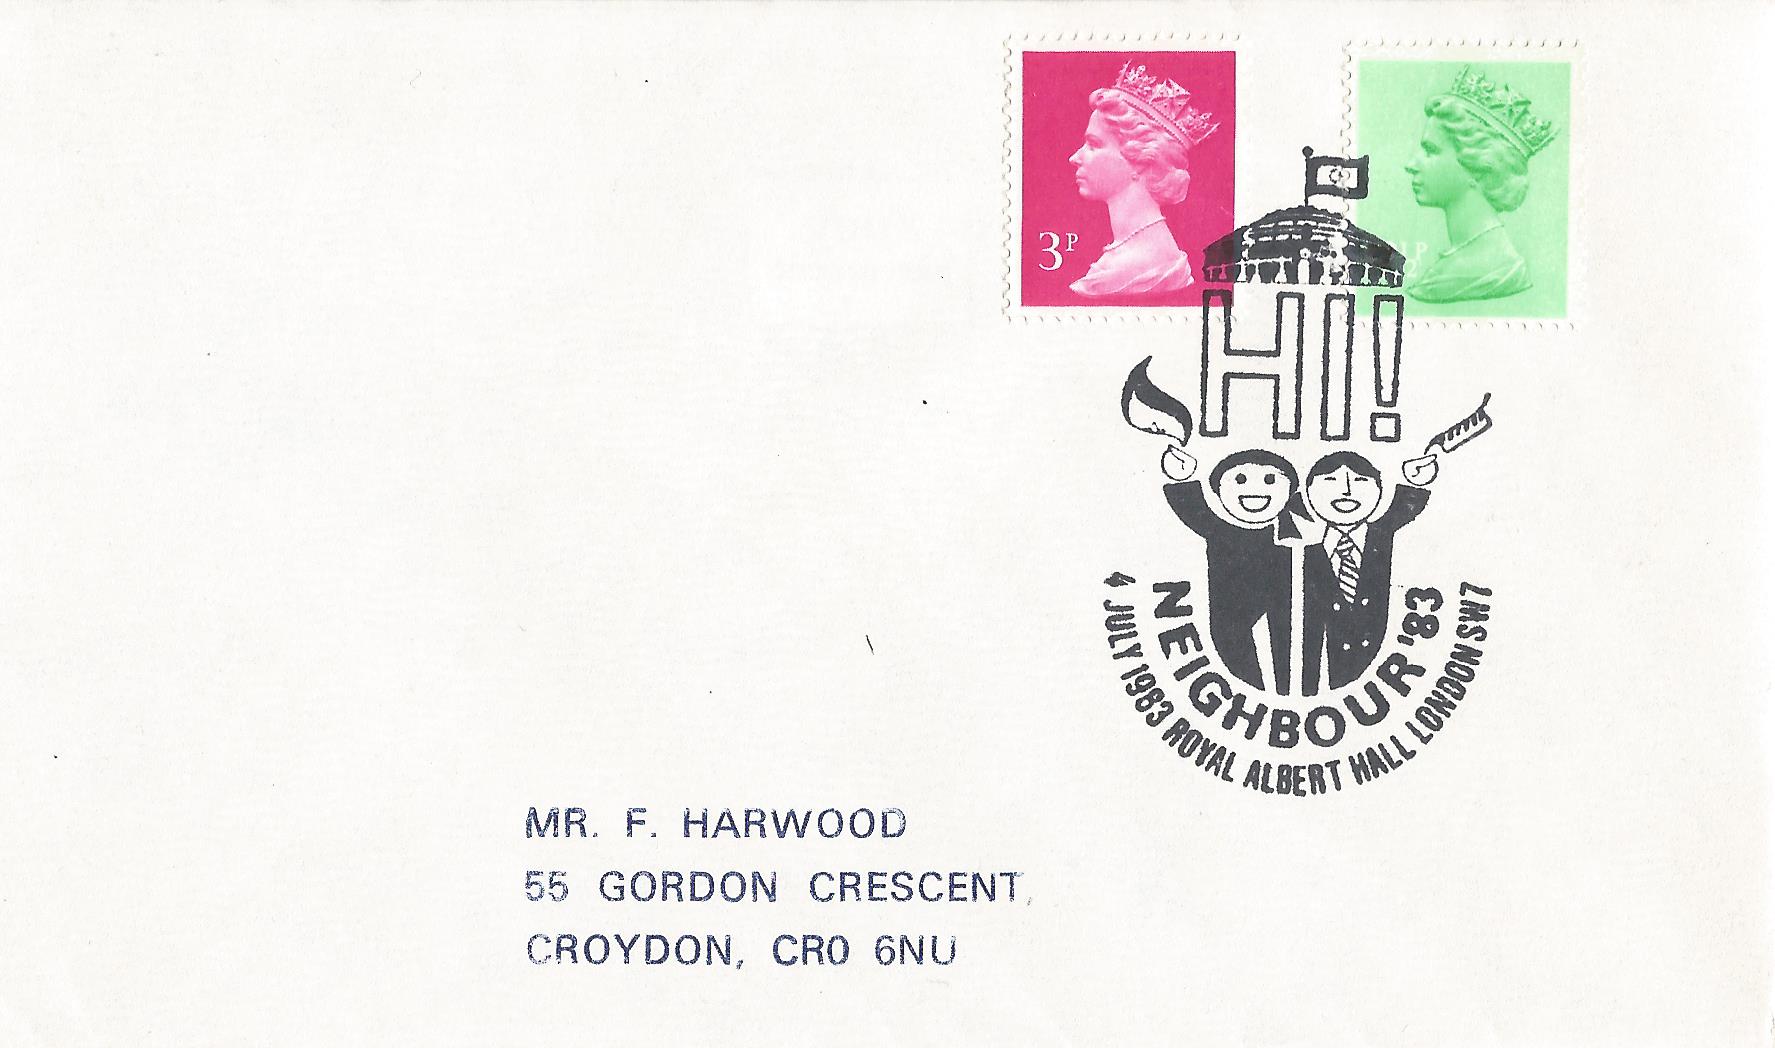 3P
HI!
NEIGHBOUR '83
4 JULY 1983 ROYAL ALBERT HALL LONDON SW7
MR. F. HARWOOD
55 GORDON CRESCENT,
CROYDON, CR0 6NU